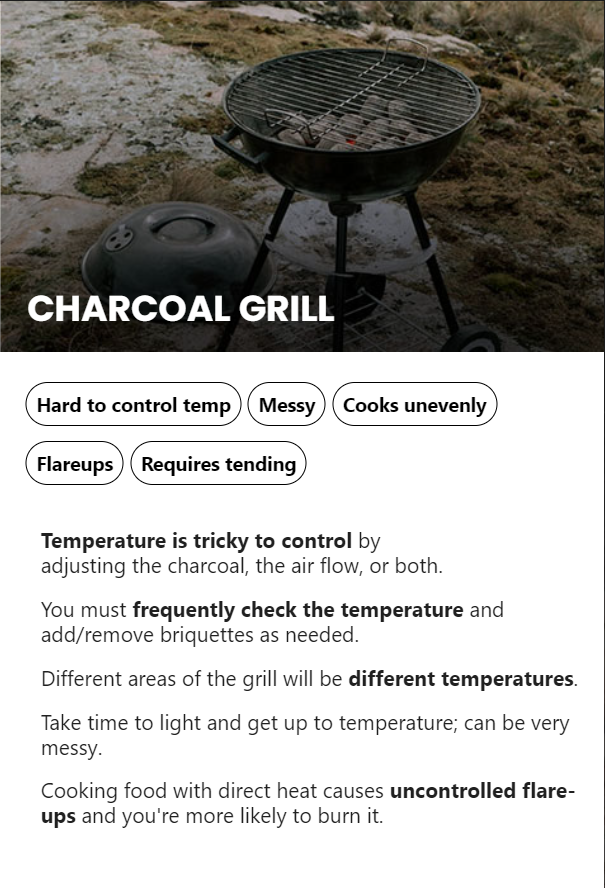 CHARCOAL GRILL
Hard to control temp
Messy
Cooks unevenly
Flareups
Requires tending
Temperature is tricky to control by
adjusting the charcoal, the air flow, or both.
You must frequently check the temperature and
add/remove briquettes as needed.
Different areas of the grill will be different temperatures.
Take time to light and get up to temperature; can be very
messy.
Cooking food with direct heat causes uncontrolled flare-
ups and you're more likely to burn it.